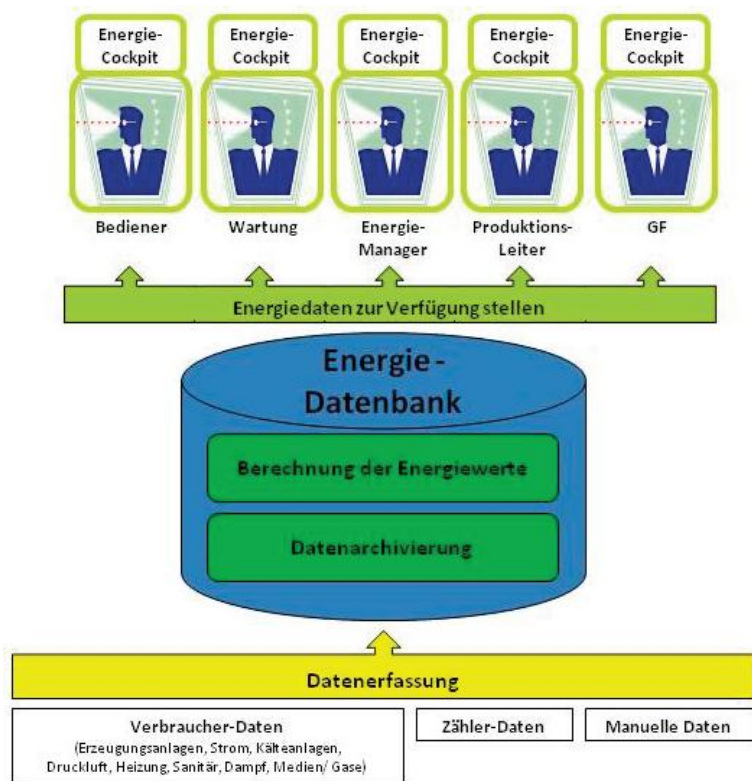 Energie-
Cockpit
Energie-
Cockpit
Energie-
Cockpit
Energie-
Cockpit
Energie-
Cockpit
Bediener
Wartung
Energie-
Manager
Produktions-
Leiter
GF
Energiedaten zur Verfügung stellen
Energie-
Datenbank
Berechnung der Energiewerte
Datenarchivierung
Datenerfassung
Verbraucher-Daten
(Erzeugungsanlagen, Strom, Kälteanlagen,
Druckluft, Heizung, Sanitär, Dampf, Medien/ Gase)
Zähler-Daten
Manuelle Daten